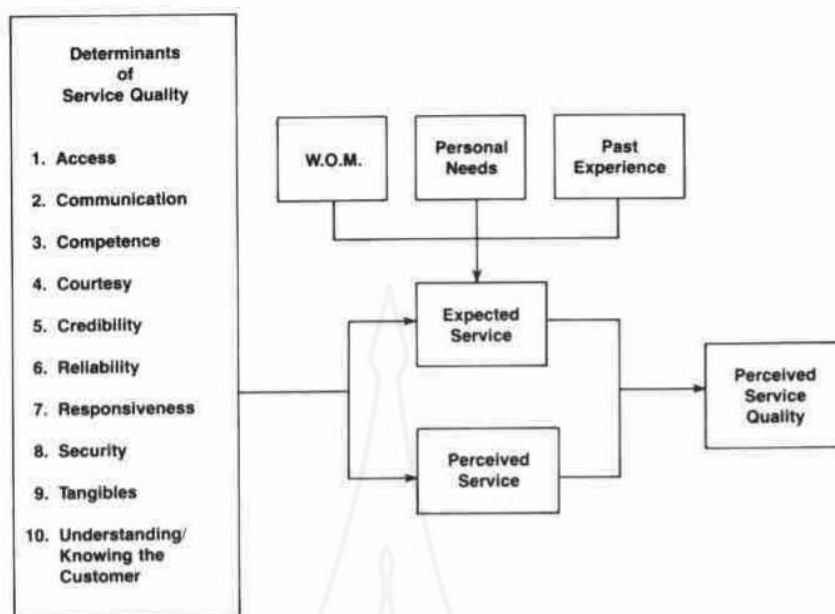 Determinants
of
Service Quality
1. Access
2. Communication
3. Competence
4. Courtesy
5. Credibility
6. Reliability
7. Responsiveness
8. Security
9. Tangibles
10. Understanding/
Knowing the
Customer
W.O.M.
Personal
Needs
Past
Experience
Expected
Service
Perceived
Service
Perceived
Service
Quality